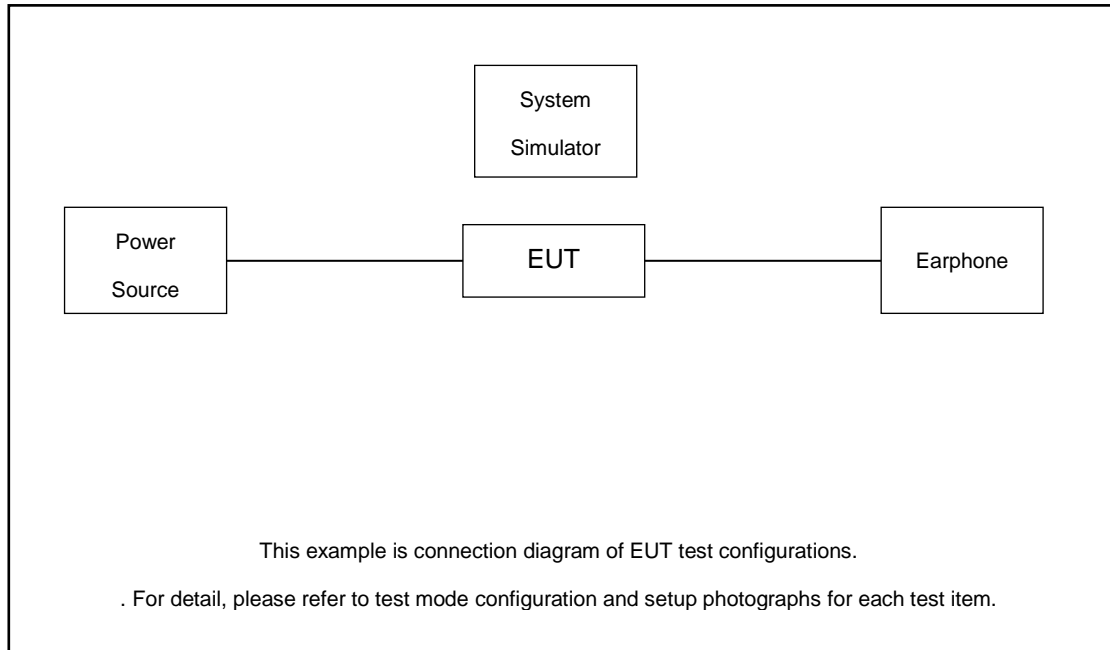 System
Simulator
Power
Source
EUT
Earphone
This example is connection diagram of EUT test configurations.
. For detail, please refer to test mode configuration and setup photographs for each test item.